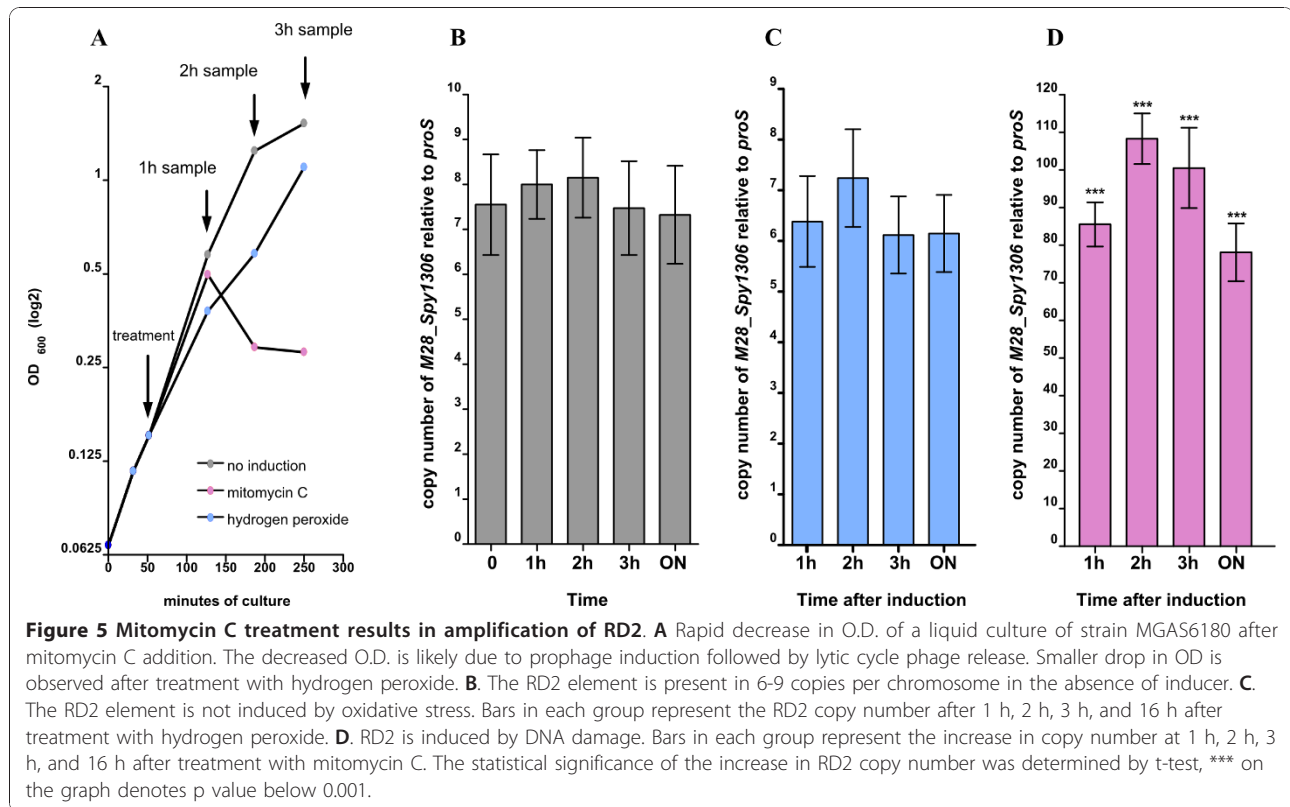 A
3h sample
2h sample
1h sample
treatment
2
1
0.5
0.25
0.125
0.0625
OD 600 (log2)
no induction
mitomycin C
hydrogen peroxide
0 50 100 150 200 250 300
minutes of culture
B
copy number of M28_Spy1306 relative to proS
10
9
8
7
6
5
4
3
2
1
0
0 1h 2h 3h ON
Time
C
copy number of M28_Spy1306 relative to proS
9
8
7
6
5
4
3
2
1
0
1h 2h 3h ON
Time after induction
D
copy number of M28_Spy1306 relative to proS
120
110
100
90
80
70
60
50
40
30
20
10
0
*** *** *** ***
1h 2h 3h ON
Time after induction
Figure 5 Mitomycin C treatment results in amplification of RD2. A Rapid decrease in O.D. of a liquid culture of strain MGAS6180 after
mitomycin C addition. The decreased O.D. is likely due to prophage induction followed by lytic cycle phage release. Smaller drop in OD is
observed after treatment with hydrogen peroxide. B. The RD2 element is present in 6-9 copies per chromosome in the absence of inducer. C.
The RD2 element is not induced by oxidative stress. Bars in each group represent the RD2 copy number after 1 h, 2 h, 3 h, and 16 h after
treatment with hydrogen peroxide. D. RD2 is induced by DNA damage. Bars in each group represent the increase in copy number at 1 h, 2 h, 3
h, and 16 h after treatment with mitomycin C. The statistical significance of the increase in RD2 copy number was determined by t-test, *** on
the graph denotes p value below 0.001.